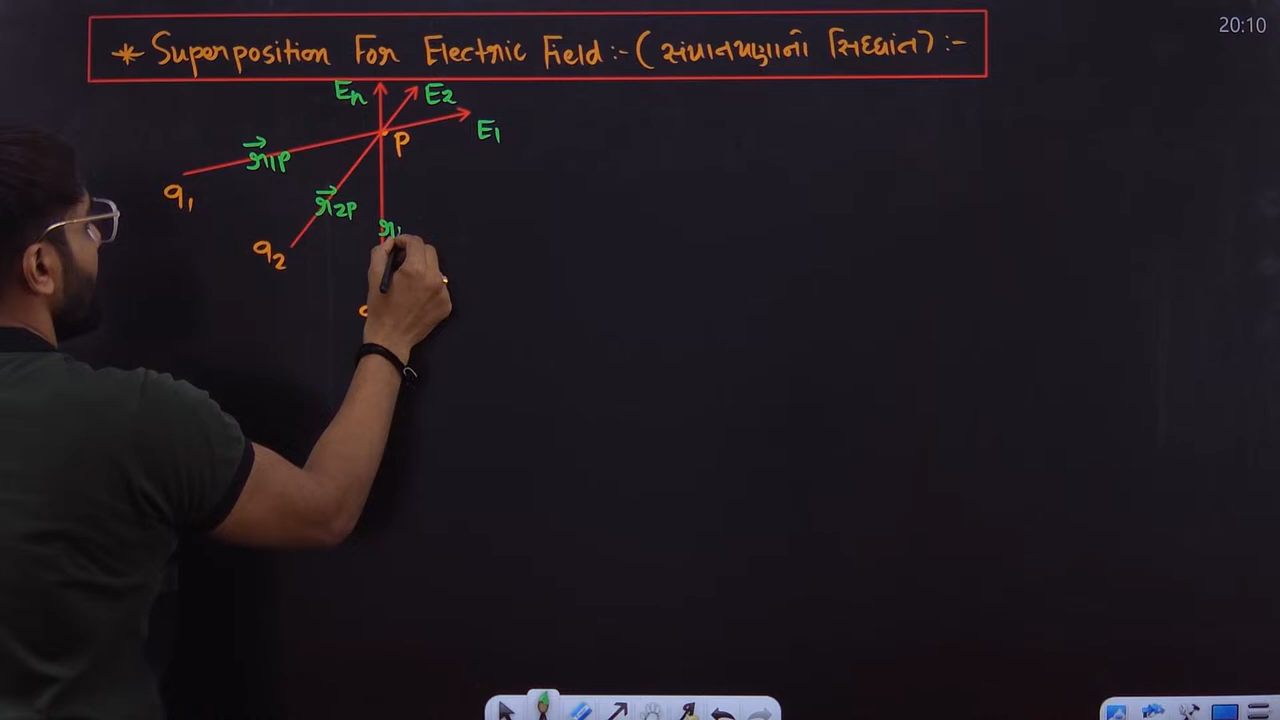 20:10
* Superposition For Electric Field :- ( સંપાતપણાનો સિદ્ધાંત ) :-
En E2
E1
P
r1P
q1
r2P
q2
r